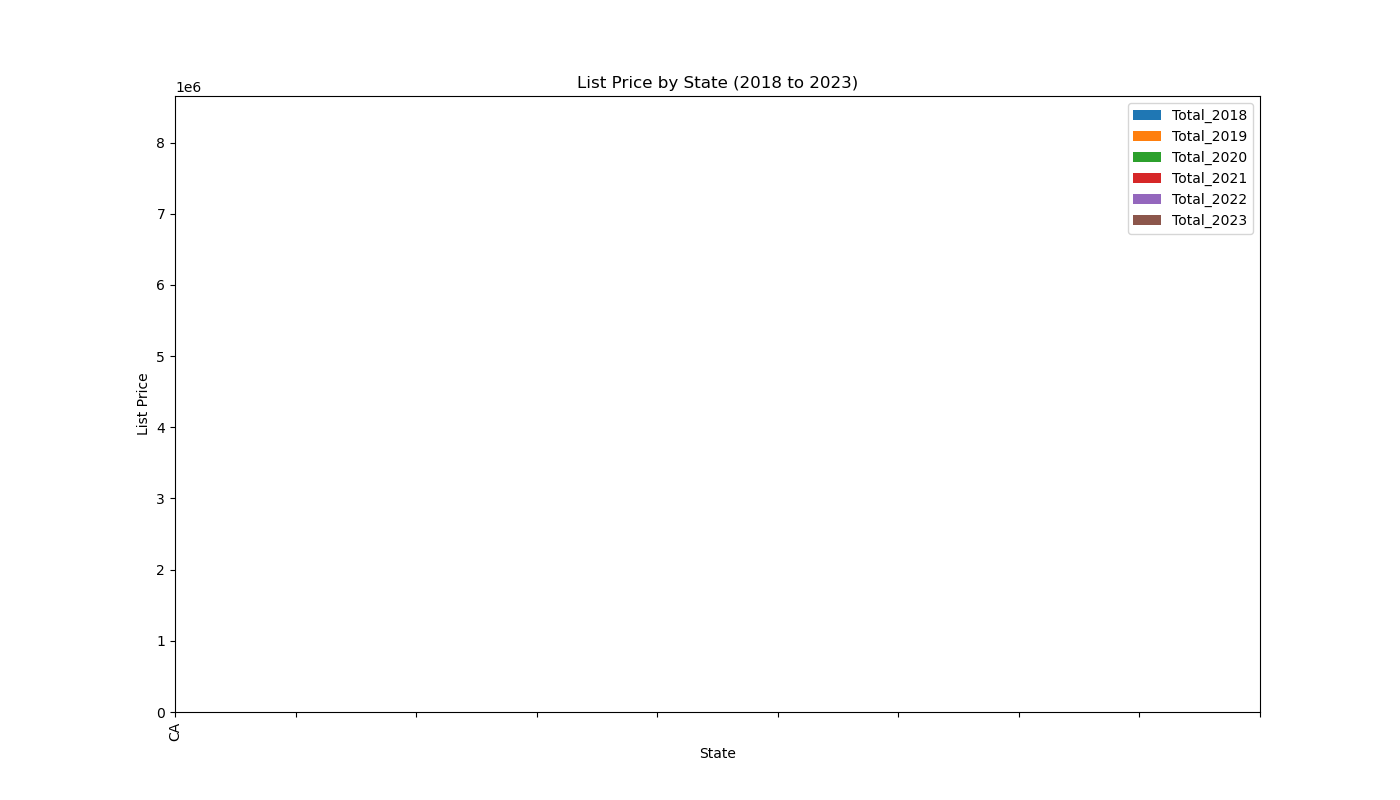 List Price by State (2018 to 2023)
1e6
Total_2018
Total_2019
Total_2020
Total_2021
Total_2022
Total_2023
8
7
6
5
4
3
2
1
0
List Price
CA
State